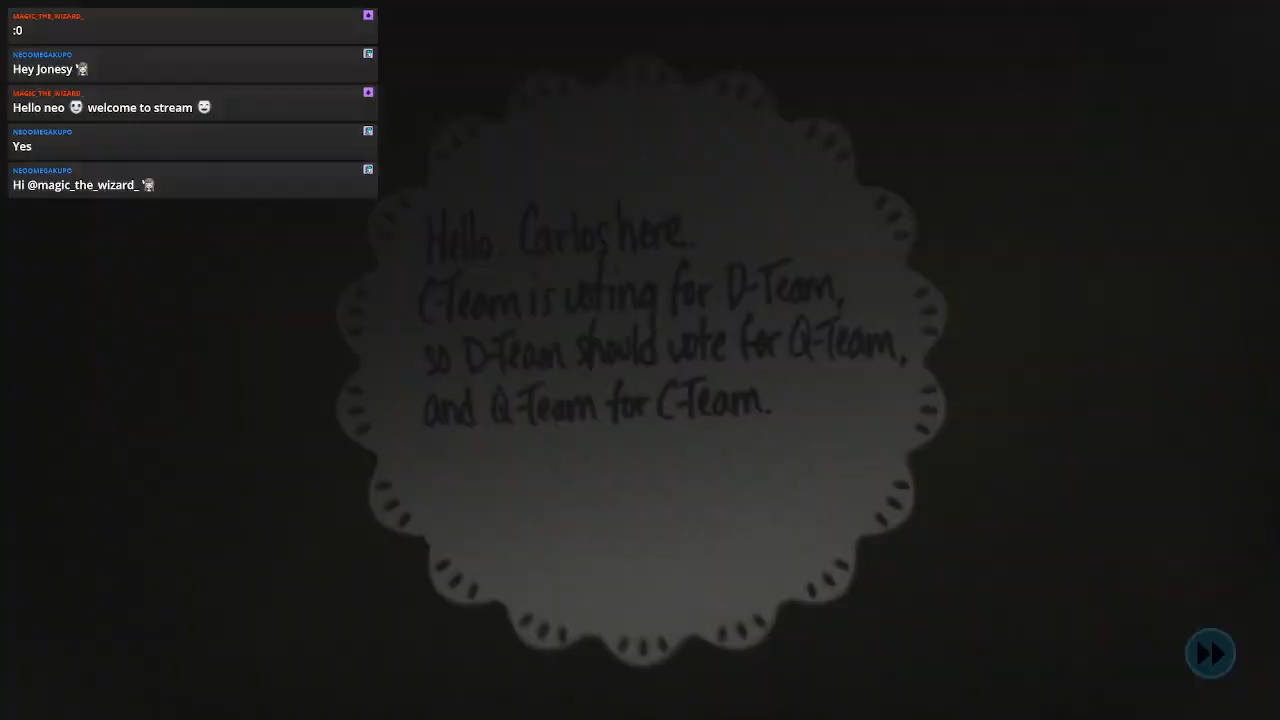 MAGIC_THE_WIZARD_
:0
NEOOMEGAKUPO
Hey Jonesy
MAGIC_THE_WIZARD_
Hello neo welcome to stream
NEOOMEGAKUPO
Yes
NEOOMEGAKUPO
Hi @magic_the_wizard_
Hello. Carlos here.
C-Team is voting for D-Team,
so D-Team should vote for Q-Team,
and Q-Team for C-Team.